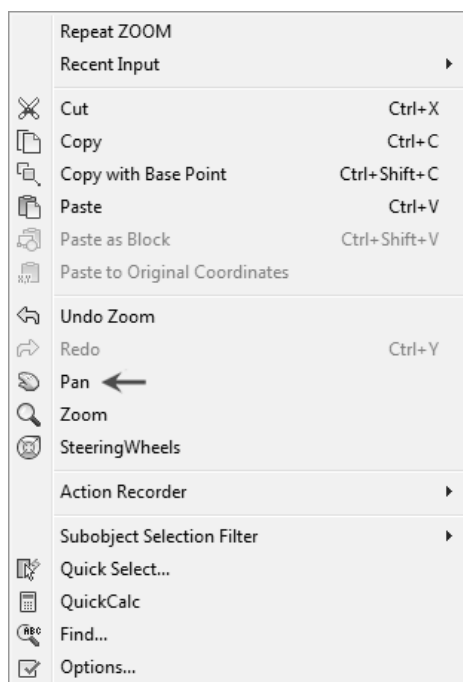 Repeat ZOOM
Recent Input
Cut Ctrl+X
Copy Ctrl+C
Copy with Base Point Ctrl+Shift+C
Paste Ctrl+V
Paste as Block Ctrl+Shift+V
Paste to Original Coordinates
Undo Zoom
Redo Ctrl+Y
Pan
Zoom
SteeringWheels
Action Recorder
Subobject Selection Filter
Quick Select...
QuickCalc
ABC Find...
Options...